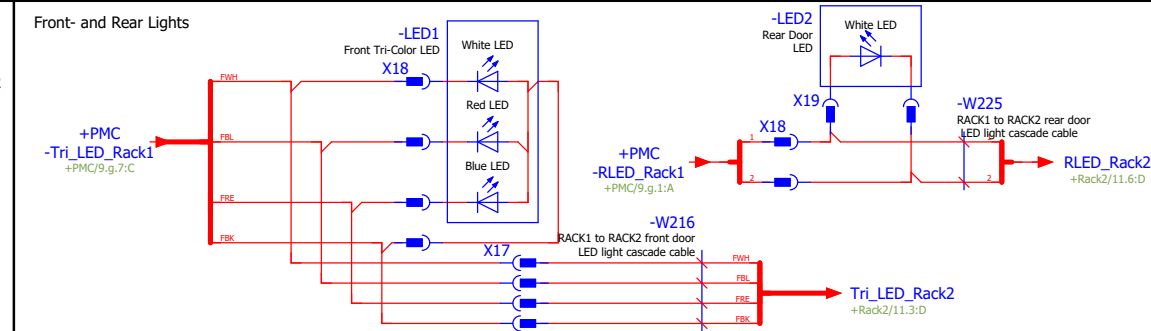 Front- and Rear Lights
-LED1
Front Tri-Color LED
X18
White LED
Red LED
Blue LED
FWH
FBL
FRE
FBK
+PMC
-Tri_LED_Rack1
+PMC/9.g.7:C
X17
-W216
RACK1 to RACK2 front door
LED light cascade cable
FWH
FBL
FRE
FBK
Tri_LED_Rack2
+Rack2/11.3:D
-LED2
Rear Door
LED
White LED
X19
X18
-W225
RACK1 to RACK2 rear door
LED light cascade cable
+PMC
-RLED_Rack1
+PMC/9.g.1:A
1
2
1
2
RLED_Rack2
+Rack2/11.6:D